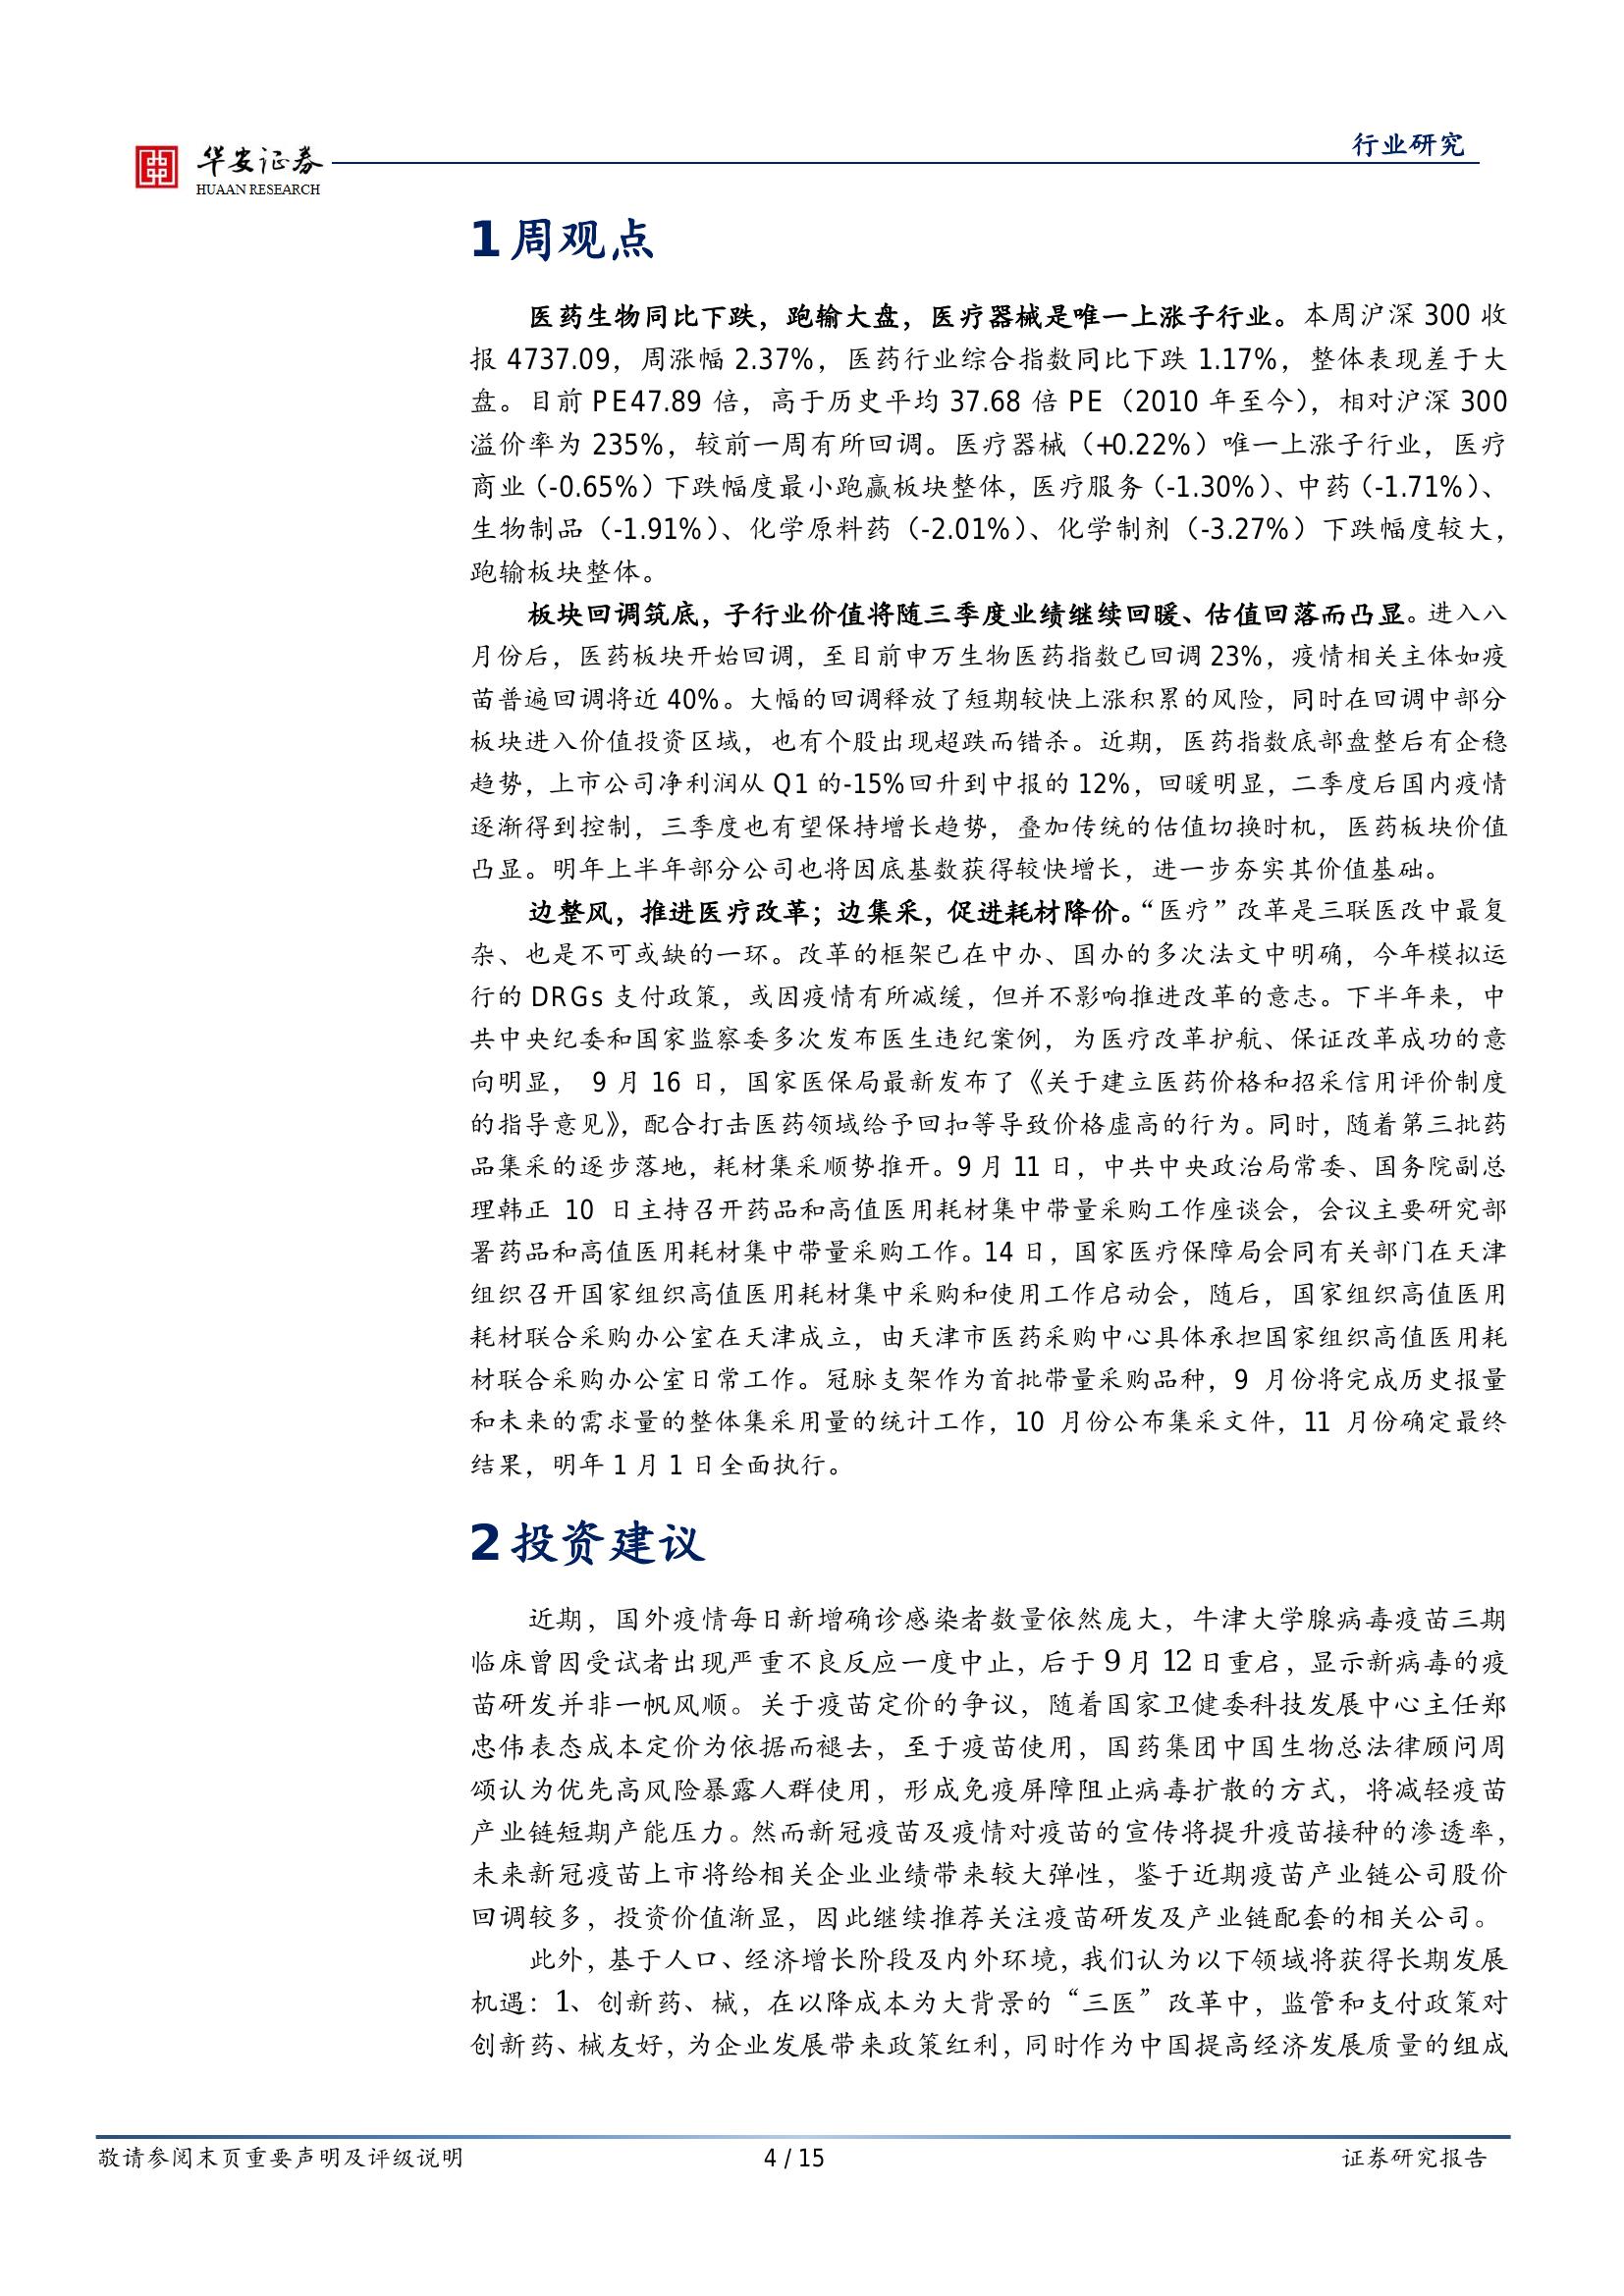 华安证券
HUAAN RESEARCH
行业研究
1 周观点
医药生物同比下跌，跑输大盘，医疗器械是唯一上涨子行业。本周沪深 300 收
报 4737.09，周涨幅 2.37%，医药行业综合指数同比下跌 1.17%，整体表现差于大
盘。目前 PE47.89 倍，高于历史平均 37.68 倍 PE（2010 年至今），相对沪深 300
溢价率为 235%，较前一周有所回调。医疗器械（+0.22%）唯一上涨子行业，医疗
商业（-0.65%）下跌幅度最小跑赢板块整体，医疗服务（-1.30%）、中药（-1.71%）、
生物制品（-1.91%）、化学原料药（-2.01%）、化学制剂（-3.27%）下跌幅度较大，
跑输板块整体。
板块回调筑底，子行业价值将随三季度业绩继续回暖、估值回落而凸显。进入八
月份后，医药板块开始回调，至目前申万生物医药指数已回调 23%，疫情相关主体如疫
苗普遍回调将近 40%。大幅的回调释放了短期较快上涨积累的风险，同时在回调中部分
板块进入价值投资区域，也有个股出现超跌而错杀。近期，医药指数底部盘整后有企稳
趋势，上市公司净利润从 Q1 的-15%回升到中报的 12%，回暖明显，二季度后国内疫情
逐渐得到控制，三季度也有望保持增长趋势，叠加传统的估值切换时机，医药板块价值
凸显。明年上半年部分公司也将因底基数获得较快增长，进一步夯实其价值基础。
边整风，推进医疗改革；边集采，促进耗材降价。“医疗”改革是三联医改中最复
杂、也是不可或缺的一环。改革的框架已在中办、国办的多次法文中明确，今年模拟运
行的 DRGs 支付政策，或因疫情有所减缓，但并不影响推进改革的意志。下半年来，中
共中央纪委和国家监察委多次发布医生违纪案例，为医疗改革护航、保证改革成功的意
向明显， 9 月 16 日，国家医保局最新发布了《关于建立医药价格和招采信用评价制度
的指导意见》，配合打击医药领域给予回扣等导致价格虚高的行为。同时，随着第三批药
品集采的逐步落地，耗材集采顺势推开。9 月 11 日，中共中央政治局常委、国务院副总
理韩正 10 日主持召开药品和高值医用耗材集中带量采购工作座谈会，会议主要研究部
署药品和高值医用耗材集中带量采购工作。14 日，国家医疗保障局会同有关部门在天津
组织召开国家组织高值医用耗材集中采购和使用工作启动会，随后，国家组织高值医用
耗材联合采购办公室在天津成立，由天津市医药采购中心具体承担国家组织高值医用耗
材联合采购办公室日常工作。冠脉支架作为首批带量采购品种，9 月份将完成历史报量
和未来的需求量的整体集采用量的统计工作，10 月份公布集采文件，11 月份确定最终
结果，明年 1 月 1 日全面执行。
2 投资建议
近期，国外疫情每日新增确诊感染者数量依然庞大，牛津大学腺病毒疫苗三期
临床曾因受试者出现严重不良反应一度中止，后于 9 月 12 日重启，显示新病毒的疫
苗研发并非一帆风顺。关于疫苗定价的争议，随着国家卫健委科技发展中心主任郑
忠伟表态成本定价为依据而褪去，至于疫苗使用，国药集团中国生物总法律顾问周
颂认为优先高风险暴露人群使用，形成免疫屏障阻止病毒扩散的方式，将减轻疫苗
产业链短期产能压力。然而新冠疫苗及疫情对疫苗的宣传将提升疫苗接种的渗透率，
未来新冠疫苗上市将给相关企业业绩带来较大弹性，鉴于近期疫苗产业链公司股价
回调较多，投资价值渐显，因此继续推荐关注疫苗研发及产业链配套的相关公司。
此外，基于人口、经济增长阶段及内外环境，我们认为以下领域将获得长期发展
机遇：1、创新药、械，在以降成本为大背景的“三医”改革中，监管和支付政策对
创新药、械友好，为企业发展带来政策红利，同时作为中国提高经济发展质量的组成
敬请参阅末页重要声明及评级说明
4 / 15
证券研究报告